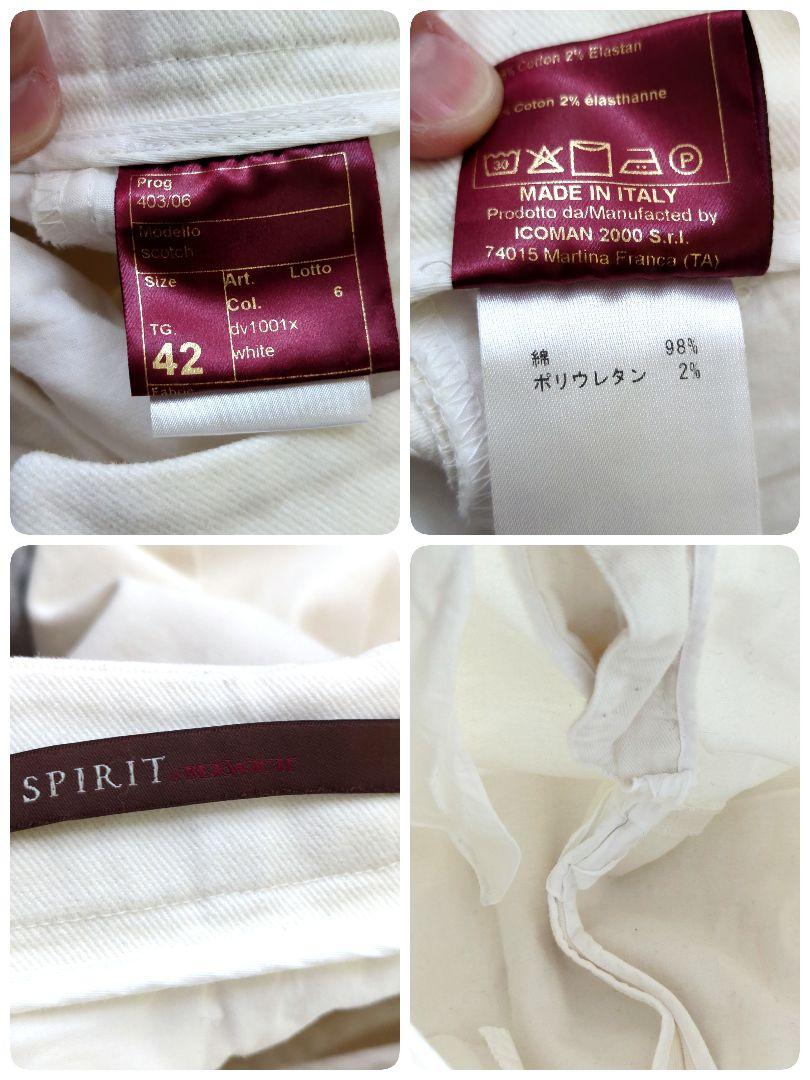 Prog
403/06
Modello
scotch
Size
Art.
Lotto
Col.
6
TG.
dv1001x
42
white
Cotton 2% Elastan
Coton 2% élasthanne
30
P
MADE IN ITALY
Prodotto da/Manufacted by
ICOMAN 2000 S.r.l.
74015 Martina Franca (TA)
綿 98%
ポリウレタン 2%
SPIRIT